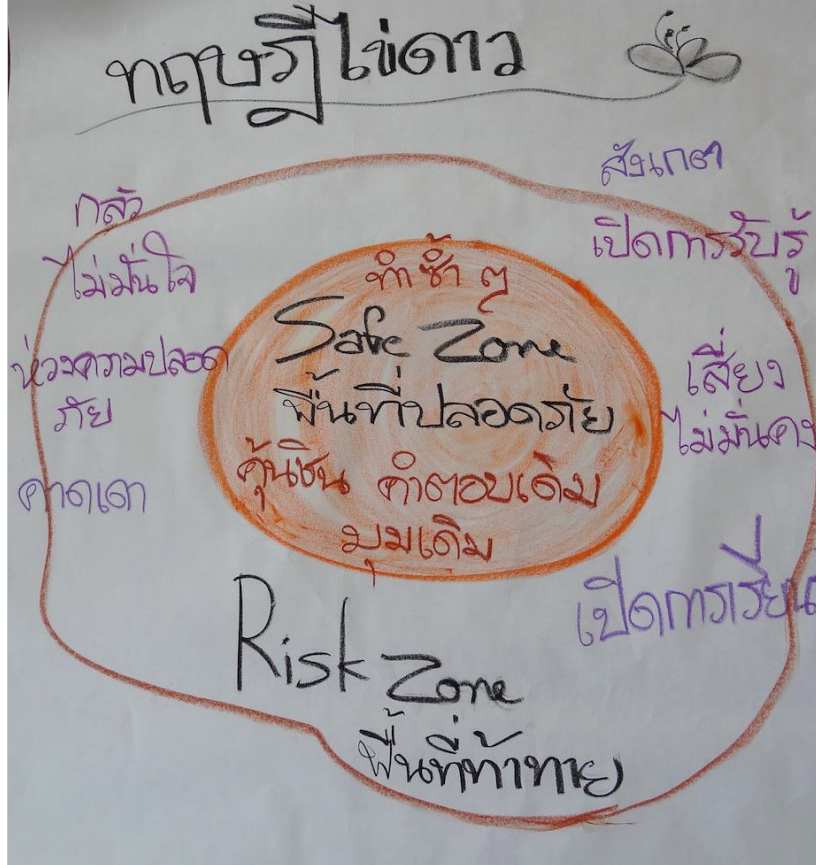 ทฤษฎีไข่ดาว
สังเกต
เปิดการรับรู้
กลัว
ไม่มั่นใจ
ห่วงความปลอด
ภัย
คาดเดา
ทำซ้ำ ๆ
Safe Zone
พื้นที่ปลอดภัย
คุ้นชิน คำตอบเดิม
มุมเดิม
เสี่ยง
ไม่มั่นคง
เปิดการเรียน
Risk Zone
พื้นที่ท้าทาย